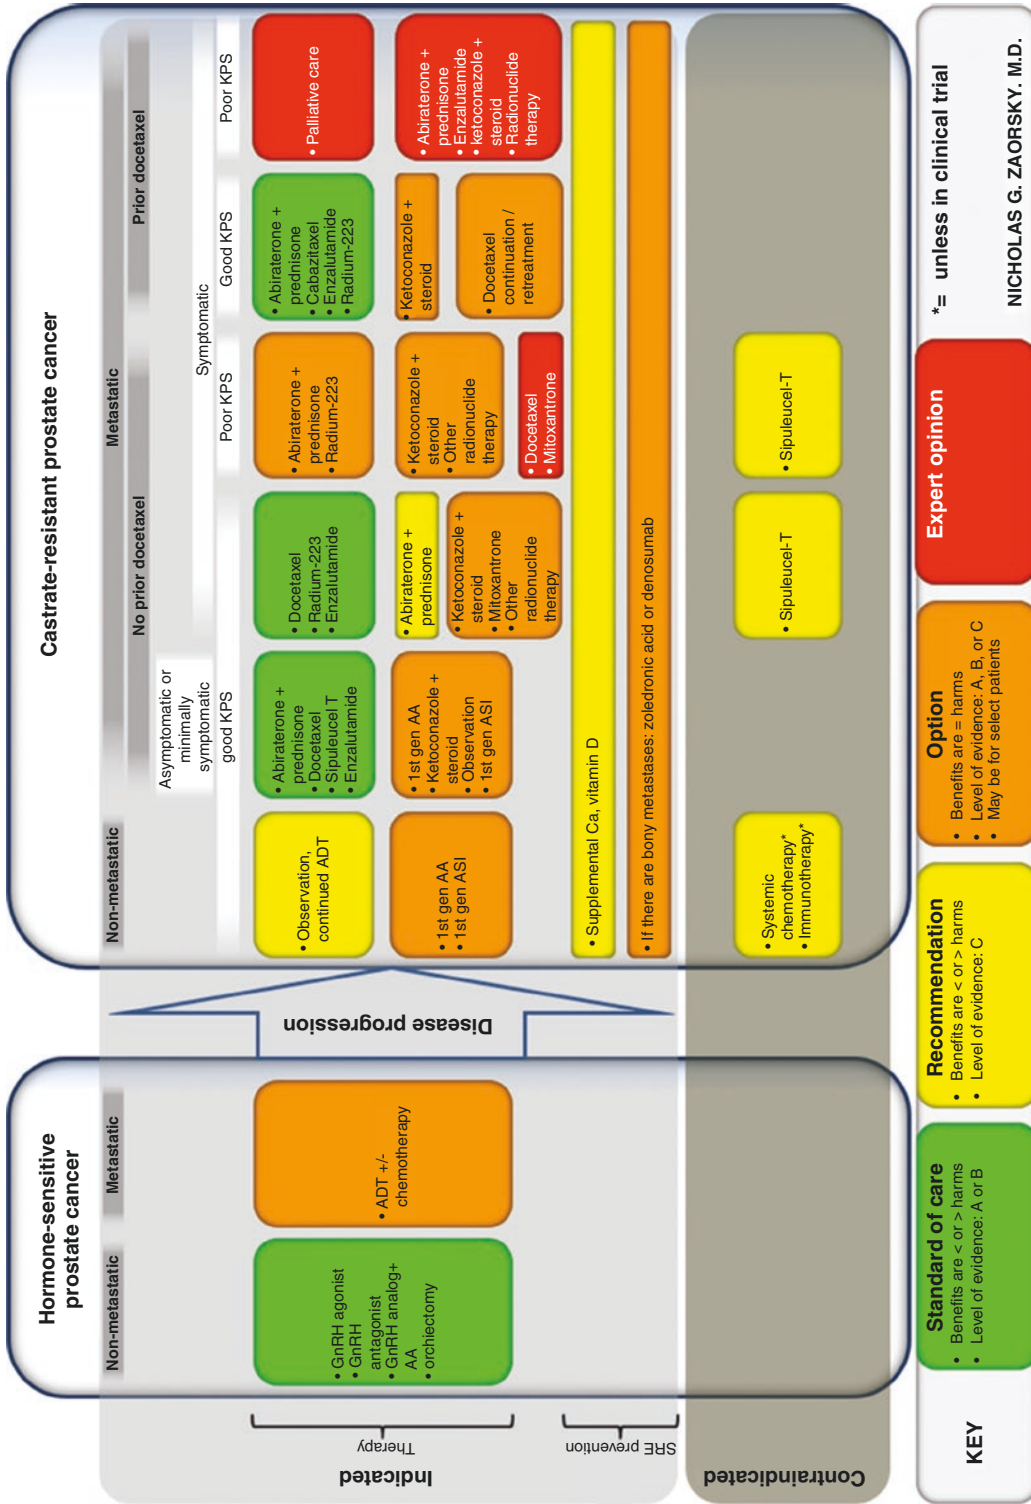 Hormone-sensitive
prostate cancer
Non-metastatic
Metastatic
• GnRH agonist
• GnRH
antagonist
• GnRH analog+
AA
• orchiectomy
• ADT +/-
chemotherapy
Disease progression
Castrate-resistant prostate cancer
Non-metastatic
Metastatic
No prior docetaxel
Prior docetaxel
Asymptomatic or
minimally
symptomatic
good KPS
Symptomatic
Good KPS
Poor KPS
Good KPS
Poor KPS
• Observation,
continued ADT
• Abiraterone +
prednisone
• Docetaxel
• Sipuleucel T
• Enzalutamide
• Docetaxel
• Radium-223
• Enzalutamide
• Abiraterone +
prednisone
• Radium-223
• Abiraterone +
prednisone
• Cabazitaxel
• Enzalutamide
• Radium-223
• Palliative care
• 1st gen AA
• 1st gen ASI
• 1st gen AA
• Ketoconazole +
steroid
• Observation
• 1st gen ASI
• Abiraterone +
prednisone
• Ketoconazole +
steroid
• Mitoxantrone
• Other
radionuclide
therapy
• Ketoconazole +
steroid
• Other
radionuclide
therapy
• Docetaxel
• Mitoxantrone
• Ketoconazole +
steroid
• Docetaxel
continuation /
retreatment
• Abiraterone +
prednisone
• Enzalutamide
• ketoconazole +
steroid
• Radionuclide
therapy
• Supplemental Ca, vitamin D
• If there are bony metastases: zoledronic acid or denosumab
• Systemic
chemotherapy*
• Immunotherapy*
• Sipuleucel-T
• Sipuleucel-T
Indicated
Therapy
SRE prevention
Contraindicated
KEY
Standard of care
• Benefits are < or > harms
• Level of evidence: A or B
Recommendation
• Benefits are < or > harms
• Level of evidence: C
Option
• Benefits are = harms
• Level of evidence: A, B, or C
• May be for select patients
Expert opinion
*= unless in clinical trial
NICHOLAS G. ZAORSKY. M.D.